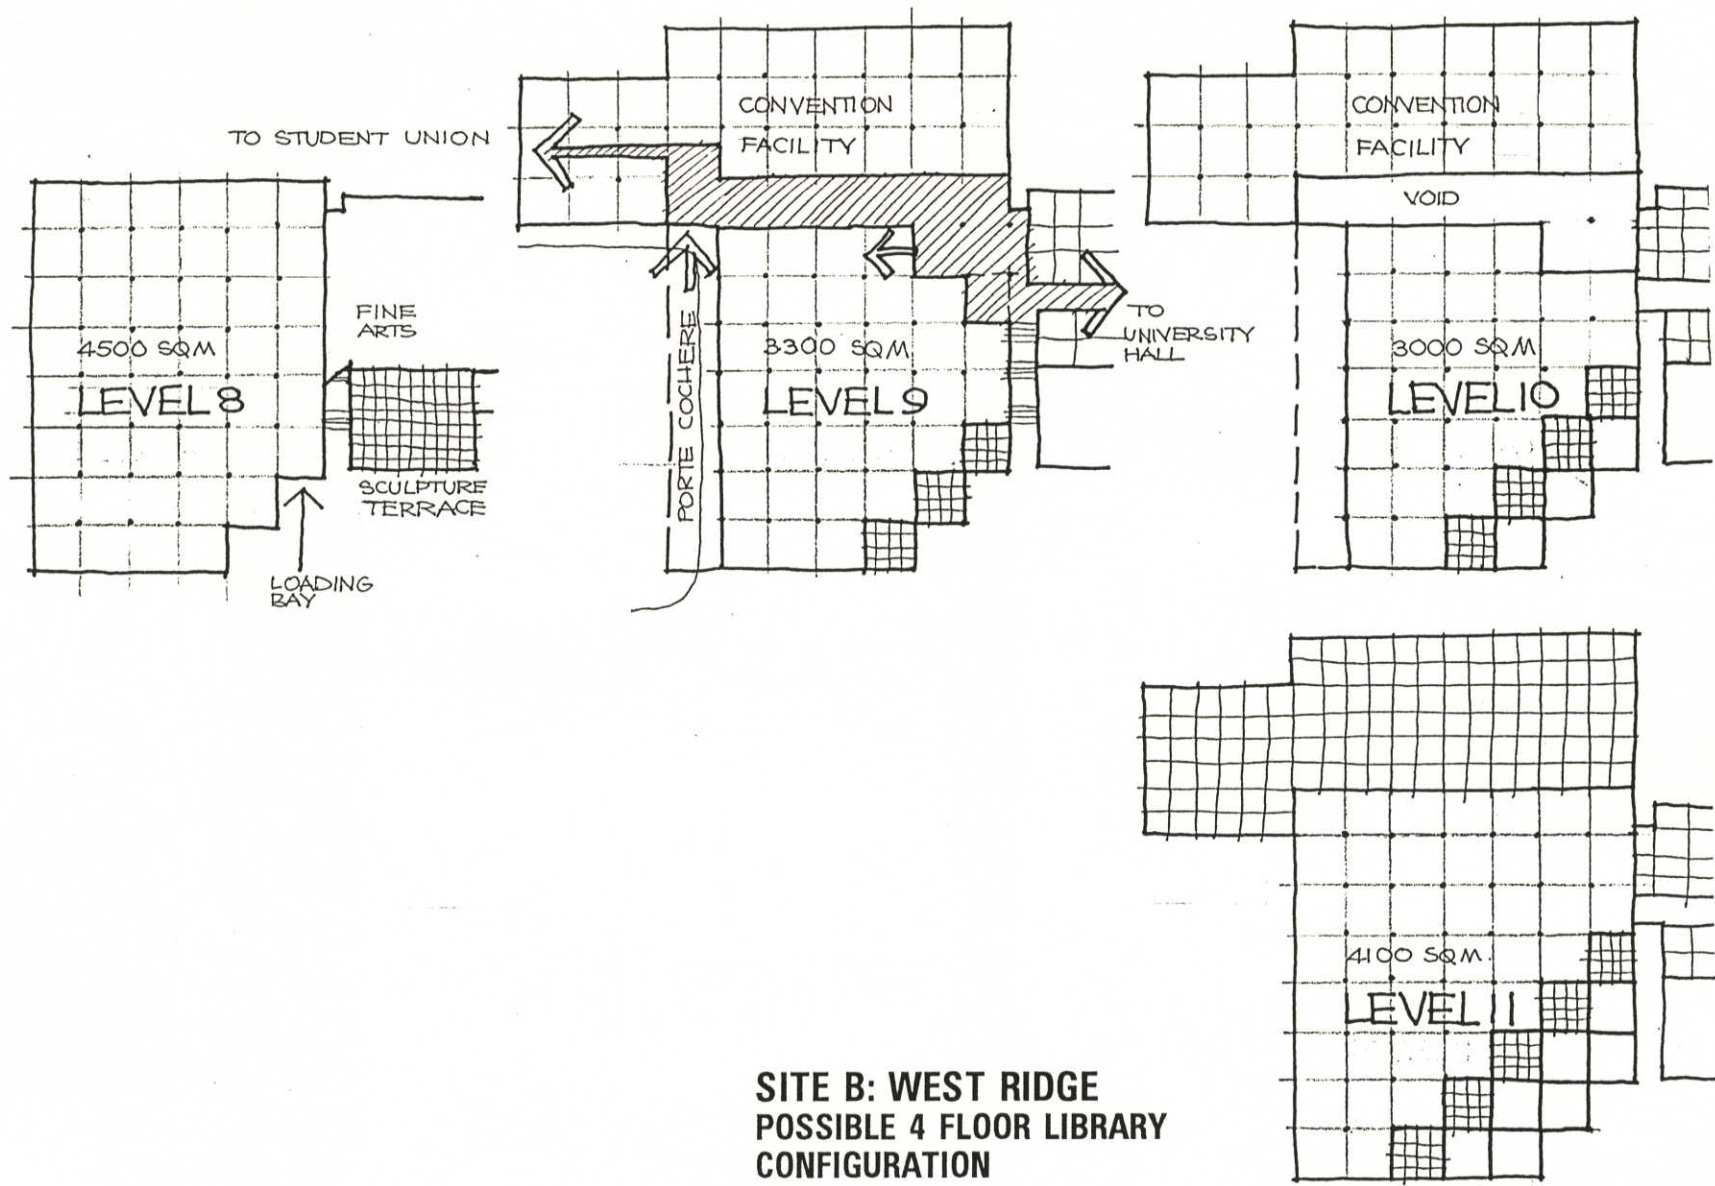 TO STUDENT UNION
FINE
ARTS
4500 SQM
LEVEL 8
SCULPTURE
TERRACE
LOADING
BAY
CONVENTION
FACILITY
PORTE COCHERE
3300 SQM
LEVEL 9
TO
UNIVERSITY
HALL
CONVENTION
FACILITY
VOID
3000 SQM
LEVEL 10
4100 SQM
LEVEL 11
SITE B: WEST RIDGE
POSSIBLE 4 FLOOR LIBRARY
CONFIGURATION